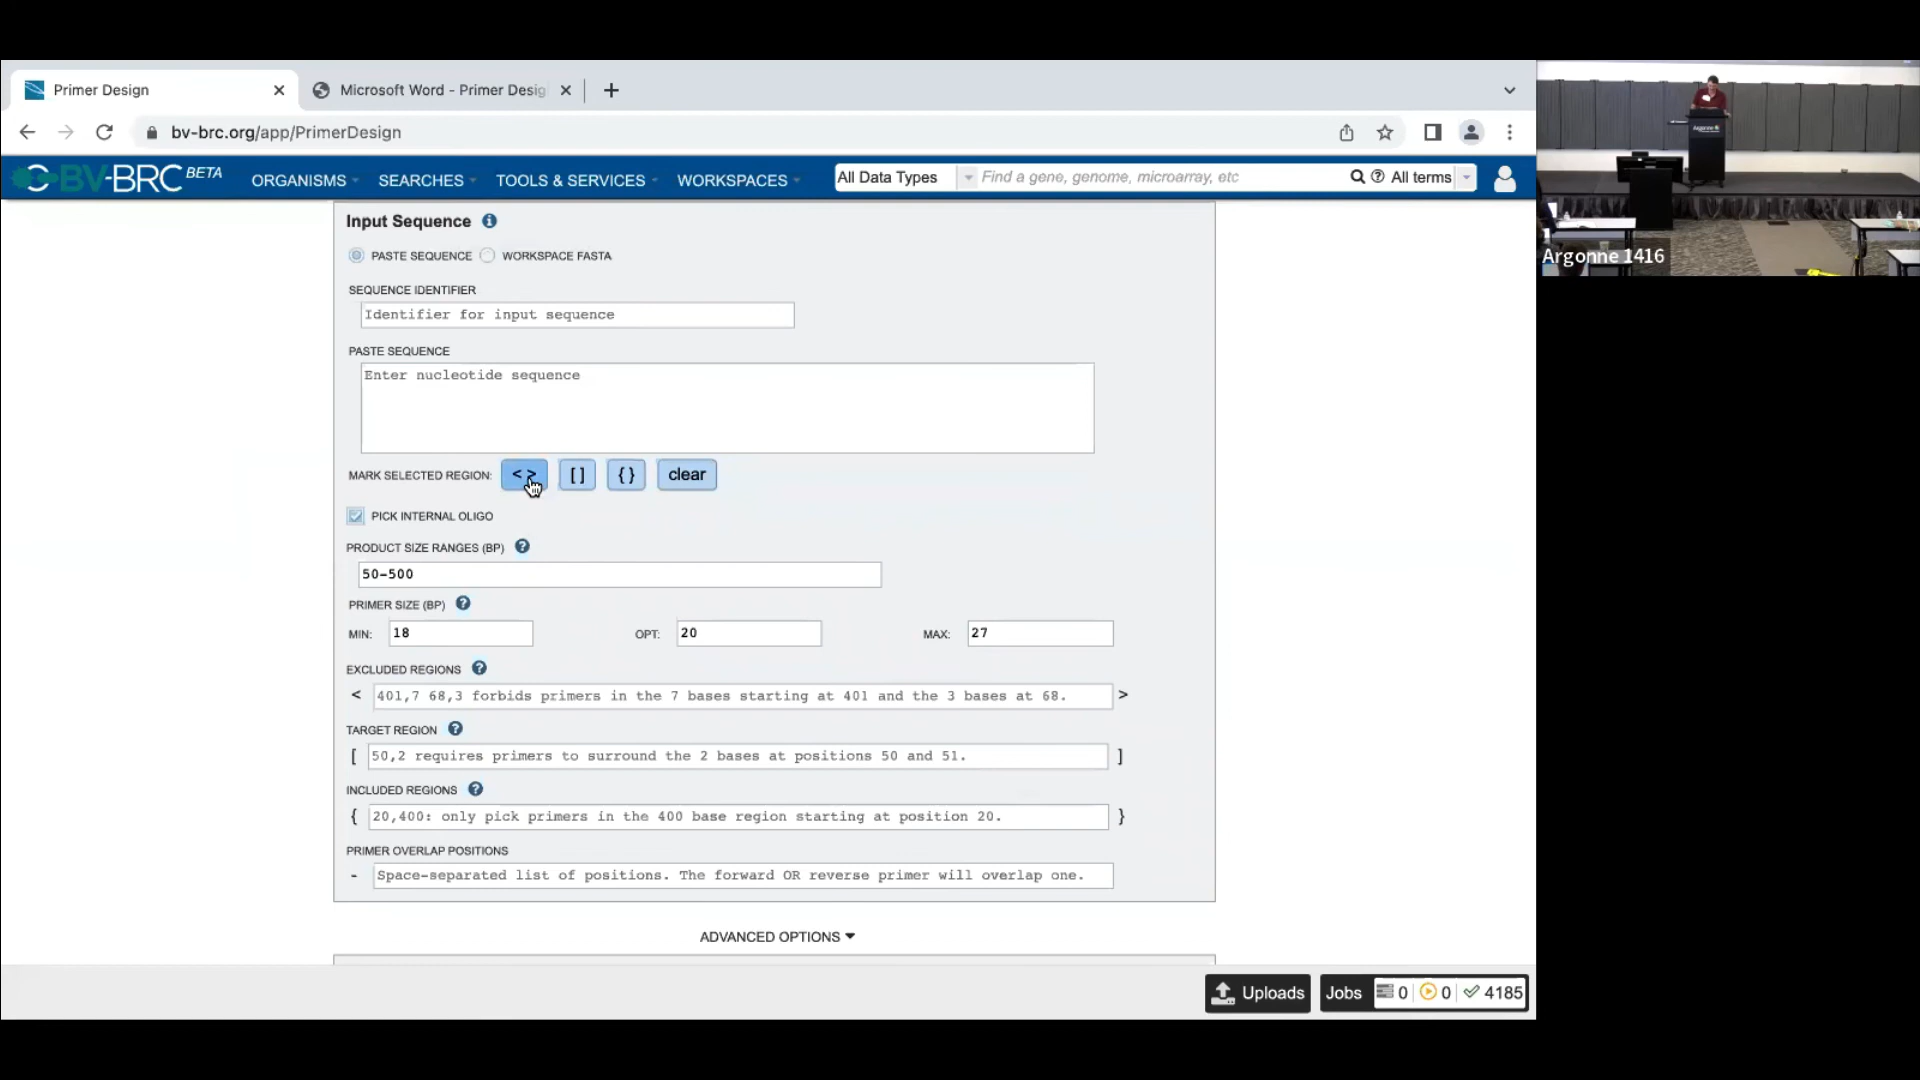 Primer Design
Microsoft Word - Primer Desig
bv-brc.org/app/PrimerDesign
BV-BRC BETA
ORGANISMS
SEARCHES
TOOLS & SERVICES
WORKSPACES
All Data Types
Find a gene, genome, microarray, etc
All terms
Input Sequence
PASTE SEQUENCE
WORKSPACE FASTA
SEQUENCE IDENTIFIER
Identifier for input sequence
PASTE SEQUENCE
Enter nucleotide sequence
MARK SELECTED REGION: < > [ ] { } clear
PICK INTERNAL OLIGO
PRODUCT SIZE RANGES (BP)
50-500
PRIMER SIZE (BP)
MIN: 18 OPT: 20 MAX: 27
EXCLUDED REGIONS
< 401,7 68,3 forbids primers in the 7 bases starting at 401 and the 3 bases at 68. >
TARGET REGION
[ 50,2 requires primers to surround the 2 bases at positions 50 and 51. ]
INCLUDED REGIONS
{ 20,400: only pick primers in the 400 base region starting at position 20. }
PRIMER OVERLAP POSITIONS
- Space-separated list of positions. The forward OR reverse primer will overlap one.
ADVANCED OPTIONS
Uploads
Jobs 0 0 4185
Argonne
Argonne 1416